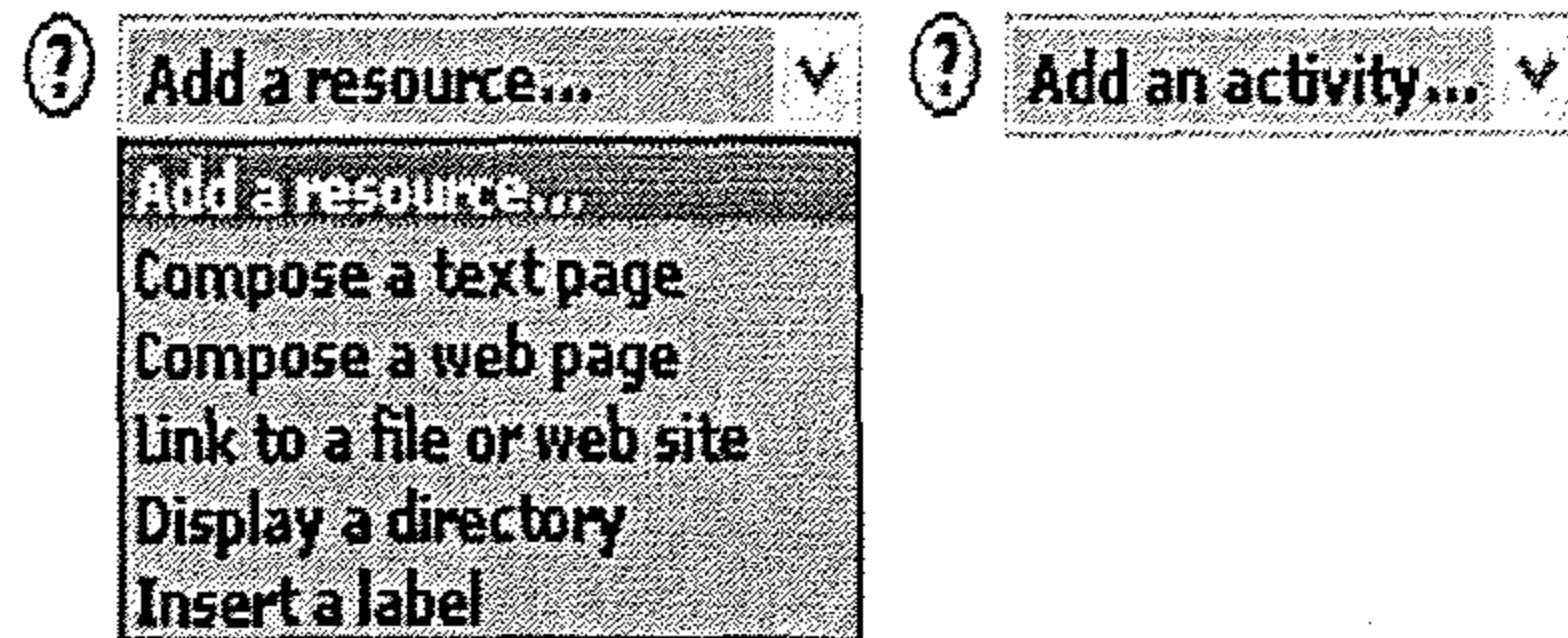 ? Add a resource... ? Add an activity...
Add a resource...
Compose a text page
Compose a web page
Link to a file or web site
Display a directory
Insert a label